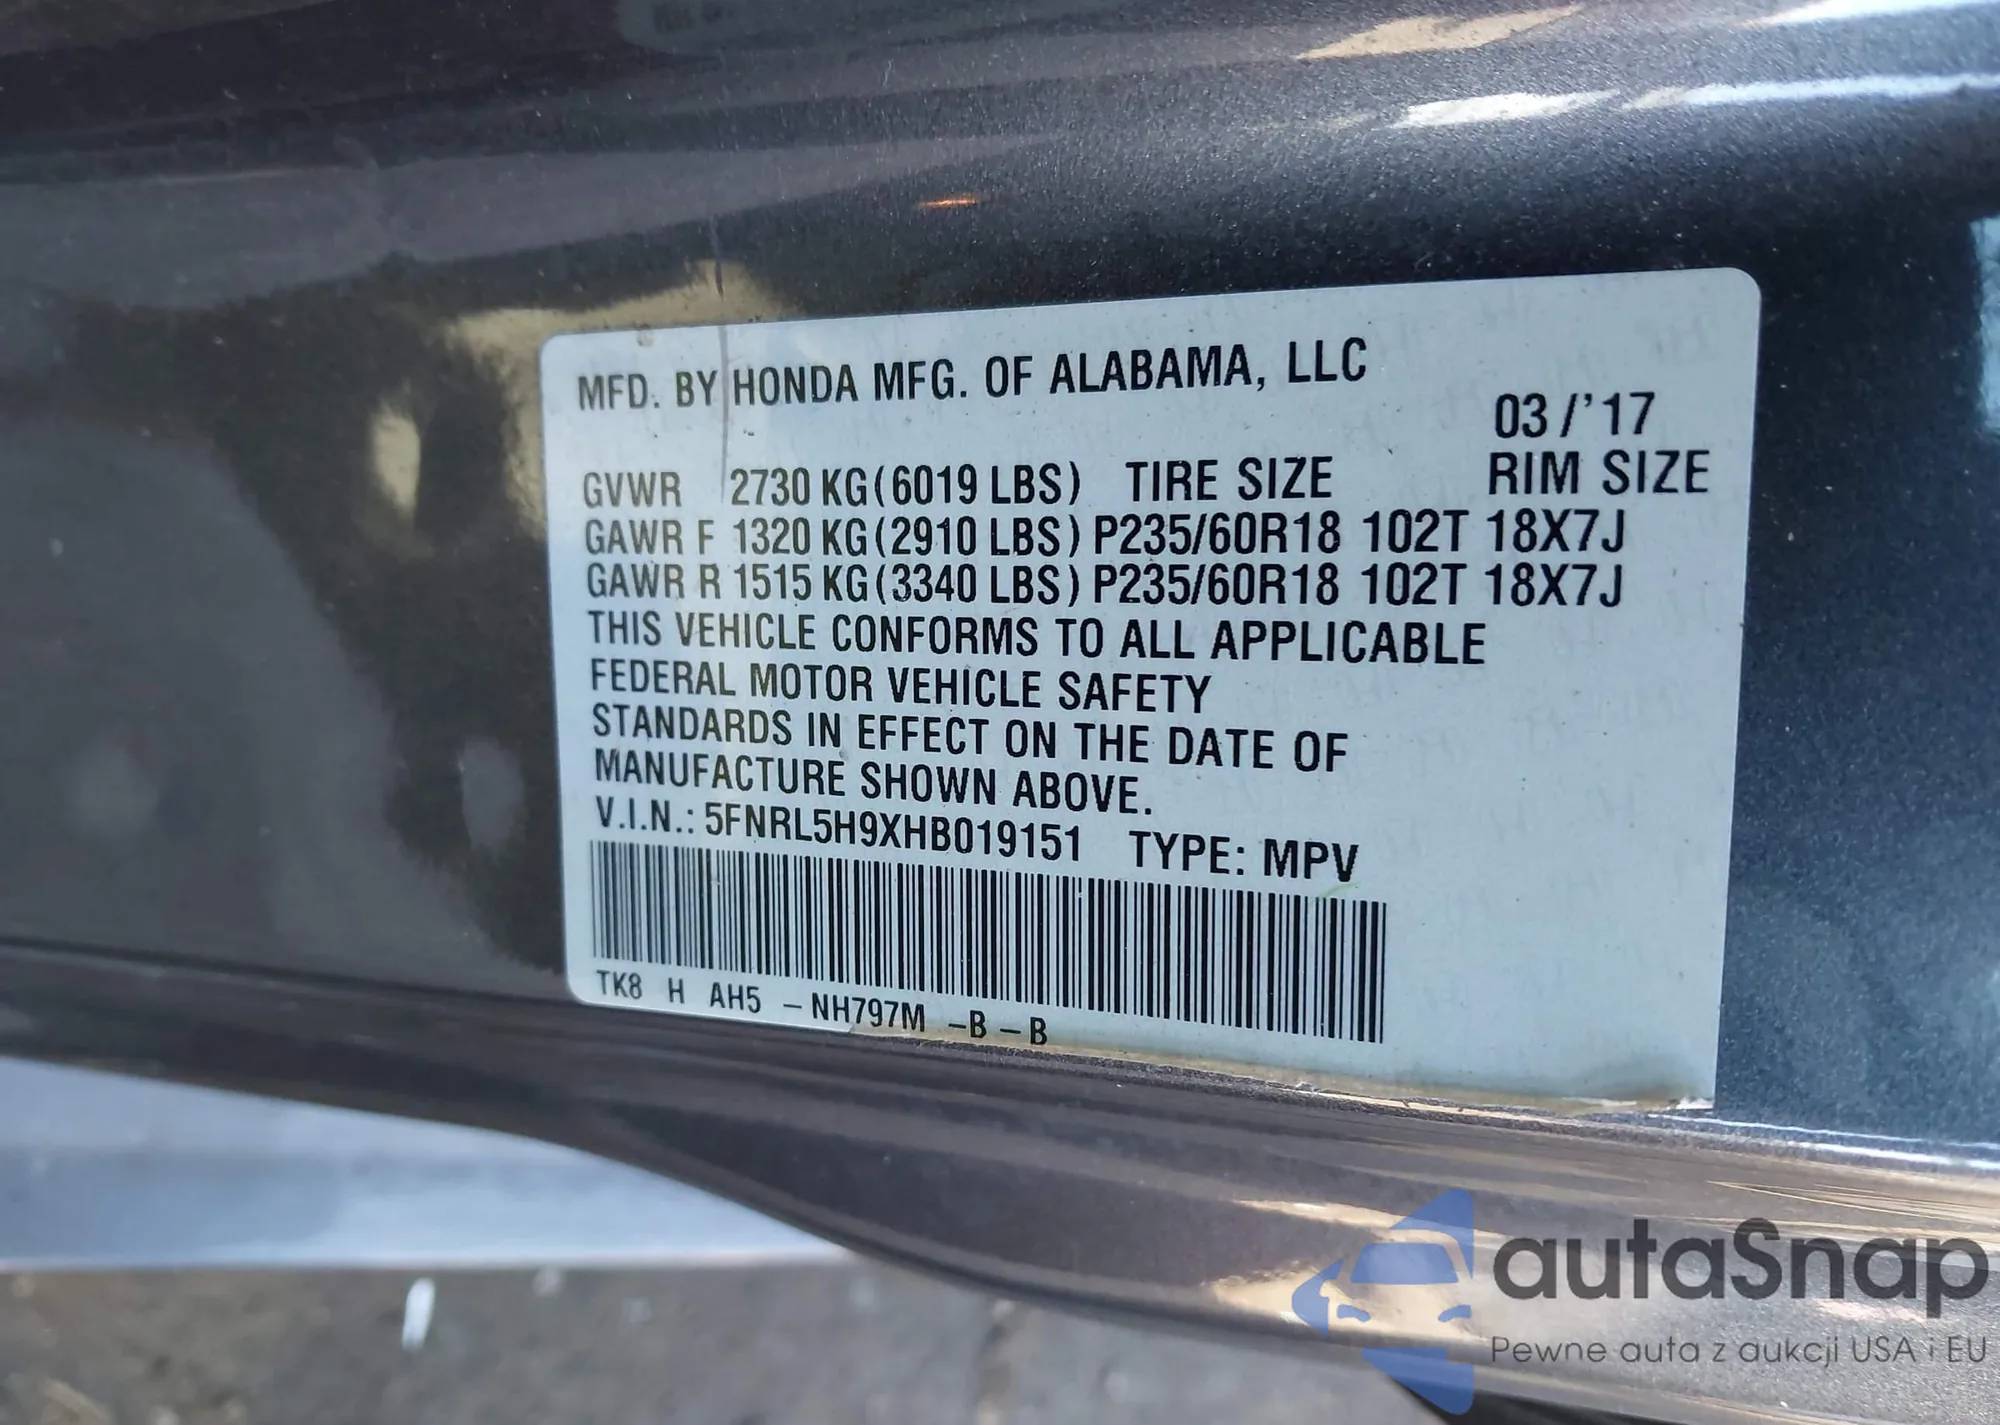 MFD. BY HONDA MFG. OF ALABAMA, LLC
03/'17
GVWR 2730 KG(6019 LBS) TIRE SIZE RIM SIZE
GAWR F 1320 KG(2910 LBS) P235/60R18 102T 18X7J
GAWR R 1515 KG(3340 LBS) P235/60R18 102T 18X7J
THIS VEHICLE CONFORMS TO ALL APPLICABLE
FEDERAL MOTOR VEHICLE SAFETY
STANDARDS IN EFFECT ON THE DATE OF
MANUFACTURE SHOWN ABOVE.
V.I.N.: 5FNRL5H9XHB019151 TYPE: MPV
TK8 H AH5 -NH797M -B-B
autaSnap
Pewne auta z aukcji USA i EU